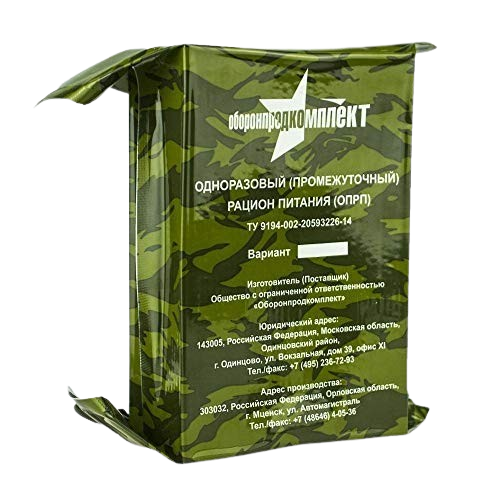 оборонпродкомплект
ОДНОРАЗОВЫЙ (ПРОМЕЖУТОЧНЫЙ)
РАЦИОН ПИТАНИЯ (ОПРП)
ТУ 9194-002-20593226-14
Вариант
Изготовитель (Поставщик)
Общество с ограниченной ответственностью
«Оборонпродкомплект»
Юридический адрес:
143005, Российская Федерация, Московская область,
Одинцовский район,
г. Одинцово, ул. Вокзальная, дом 39, офис XI
Тел./факс: +7 (495) 236-72-93
Адрес производства:
303032, Российская Федерация, Орловская область,
г. Мценск, ул. Автомагистраль
Тел./факс: +7 (48646) 4-05-36